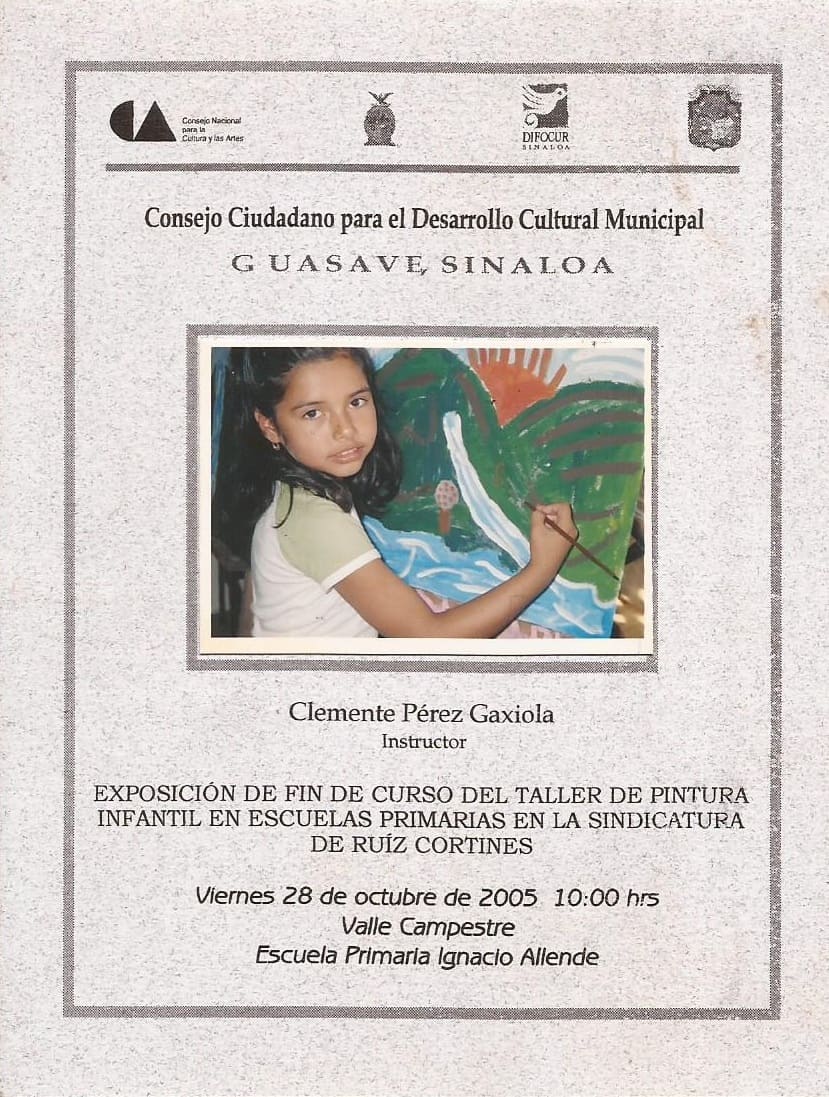 Consejo Nacional
para la
Cultura y las Artes
DIFOCUR
SINALOA
Consejo Ciudadano para el Desarrollo Cultural Municipal
GUASAVE, SINALOA
Clemente Pérez Gaxiola
Instructor
EXPOSICIÓN DE FIN DE CURSO DEL TALLER DE PINTURA
INFANTIL EN ESCUELAS PRIMARIAS EN LA SINDICATURA
DE RUÍZ CORTINES
Viernes 28 de octubre de 2005 10:00 hrs
Valle Campestre
Escuela Primaria Ignacio Allende